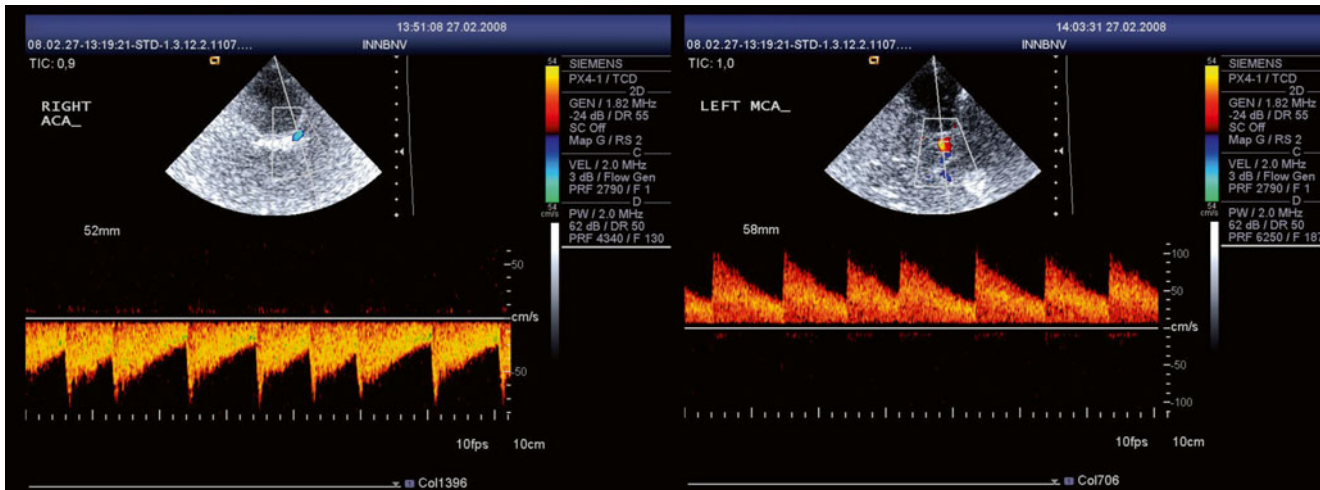 13:51:08 27.02.2008
08.02.27-13:19:21-STD-1.3.12.2.1107....
INNBNV
TIC: 0,9
RIGHT
ACA_
54
54
cm/s
SIEMENS
PX4-1 / TCD
2D
GEN / 1.82 MHz
-24 dB / DR 55
SC Off
Map G / RS 2
C
VEL / 2.0 MHz
3 dB / Flow Gen
PRF 2790 / F 1
D
PW / 2.0 MHz
62 dB / DR 50
PRF 4340 / F 130
52mm
-50
cm/s
-50
10fps 10cm
Col1396
14:03:31 27.02.2008
08.02.27-13:19:21-STD-1.3.12.2.1107....
INNBNV
TIC: 1,0
LEFT MCA_
54
54
cm/s
SIEMENS
PX4-1 / TCD
2D
GEN / 1.82 MHz
-24 dB / DR 55
SC Off
Map G / RS 2
C
VEL / 2.0 MHz
3 dB / Flow Gen
PRF 2790 / F 1
D
PW / 2.0 MHz
62 dB / DR 50
PRF 6250 / F 187
58mm
-100
-50
cm/s
-50
-100
10fps 10cm
Col706